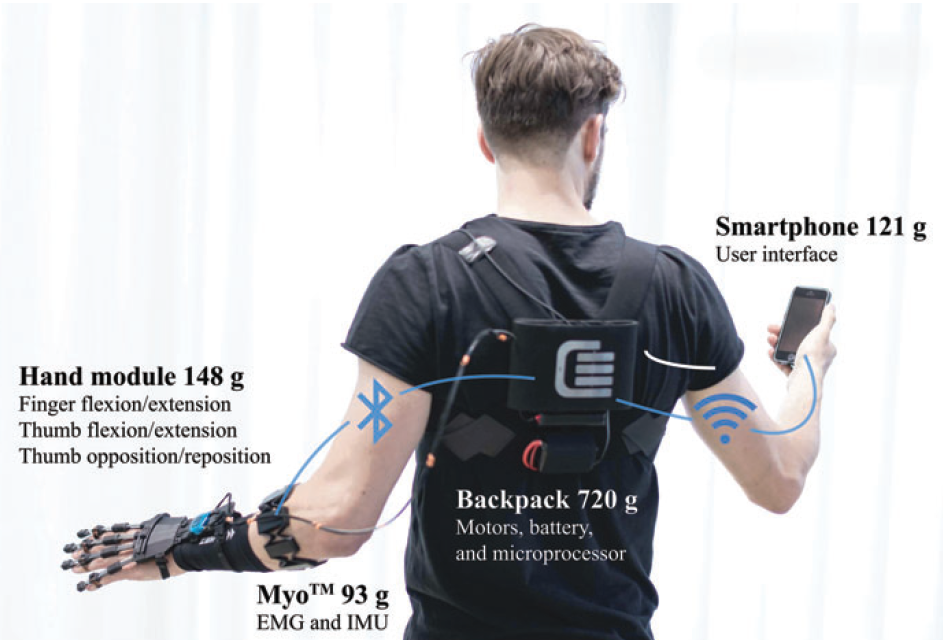 Smartphone 121 g
User interface
Hand module 148 g
Finger flexion/extension
Thumb flexion/extension
Thumb opposition/reposition
Backpack 720 g
Motors, battery,
and microprocessor
Myo™ 93 g
EMG and IMU